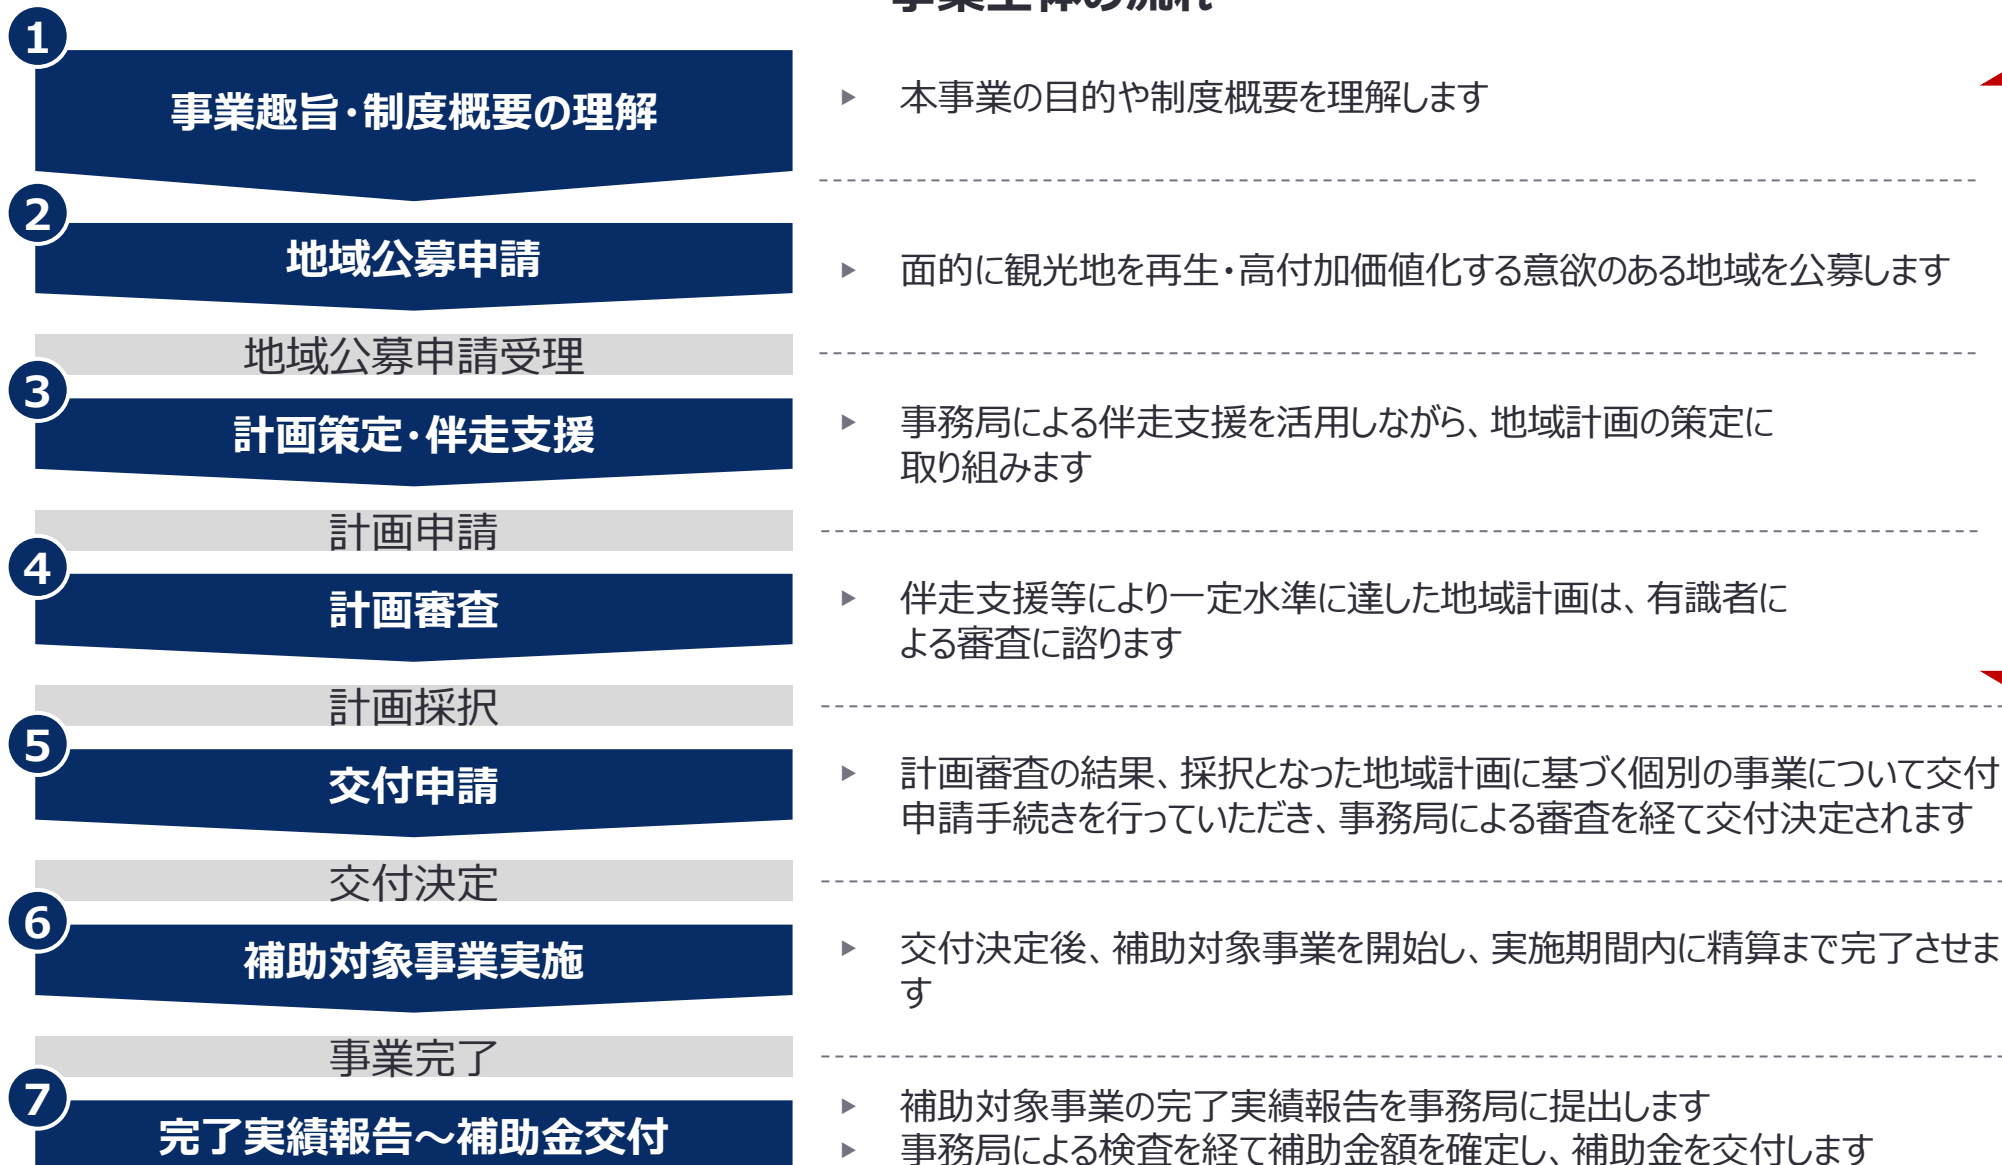 ①
事業趣旨・制度概要の理解
▶ 本事業の目的や制度概要を理解します
②
地域公募申請
▶ 面的に観光地を再生・高付加価値化する意欲のある地域を公募します
地域公募申請受理
③
計画策定・伴走支援
▶ 事務局による伴走支援を活用しながら、地域計画の策定に
取り組みます
計画申請
④
計画審査
▶ 伴走支援等により一定水準に達した地域計画は、有識者に
よる審査に諮ります
計画採択
⑤
交付申請
▶ 計画審査の結果、採択となった地域計画に基づく個別の事業について交付
申請手続きを行っていただき、事務局による審査を経て交付決定されます
交付決定
⑥
補助対象事業実施
▶ 交付決定後、補助対象事業を開始し、実施期間内に精算まで完了させま
す
事業完了
⑦
完了実績報告～補助金交付
▶ 補助対象事業の完了実績報告を事務局に提出します
▶ 事務局による検査を経て補助金額を確定し、補助金を交付します